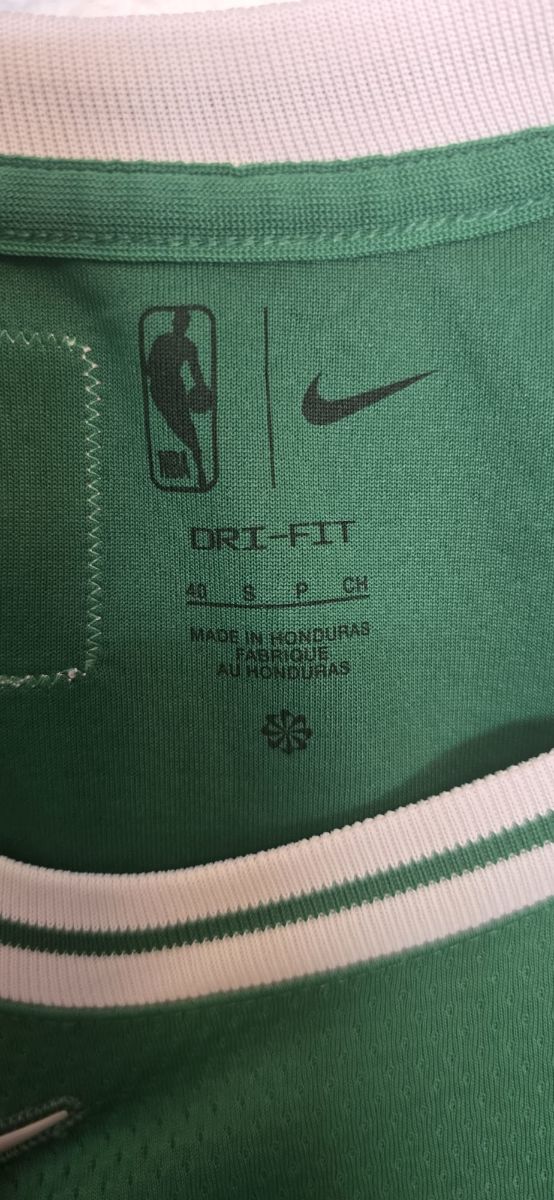 NBA
DRI-FIT
40 S P CH
MADE IN HONDURAS
FABRIQUE
AU HONDURAS